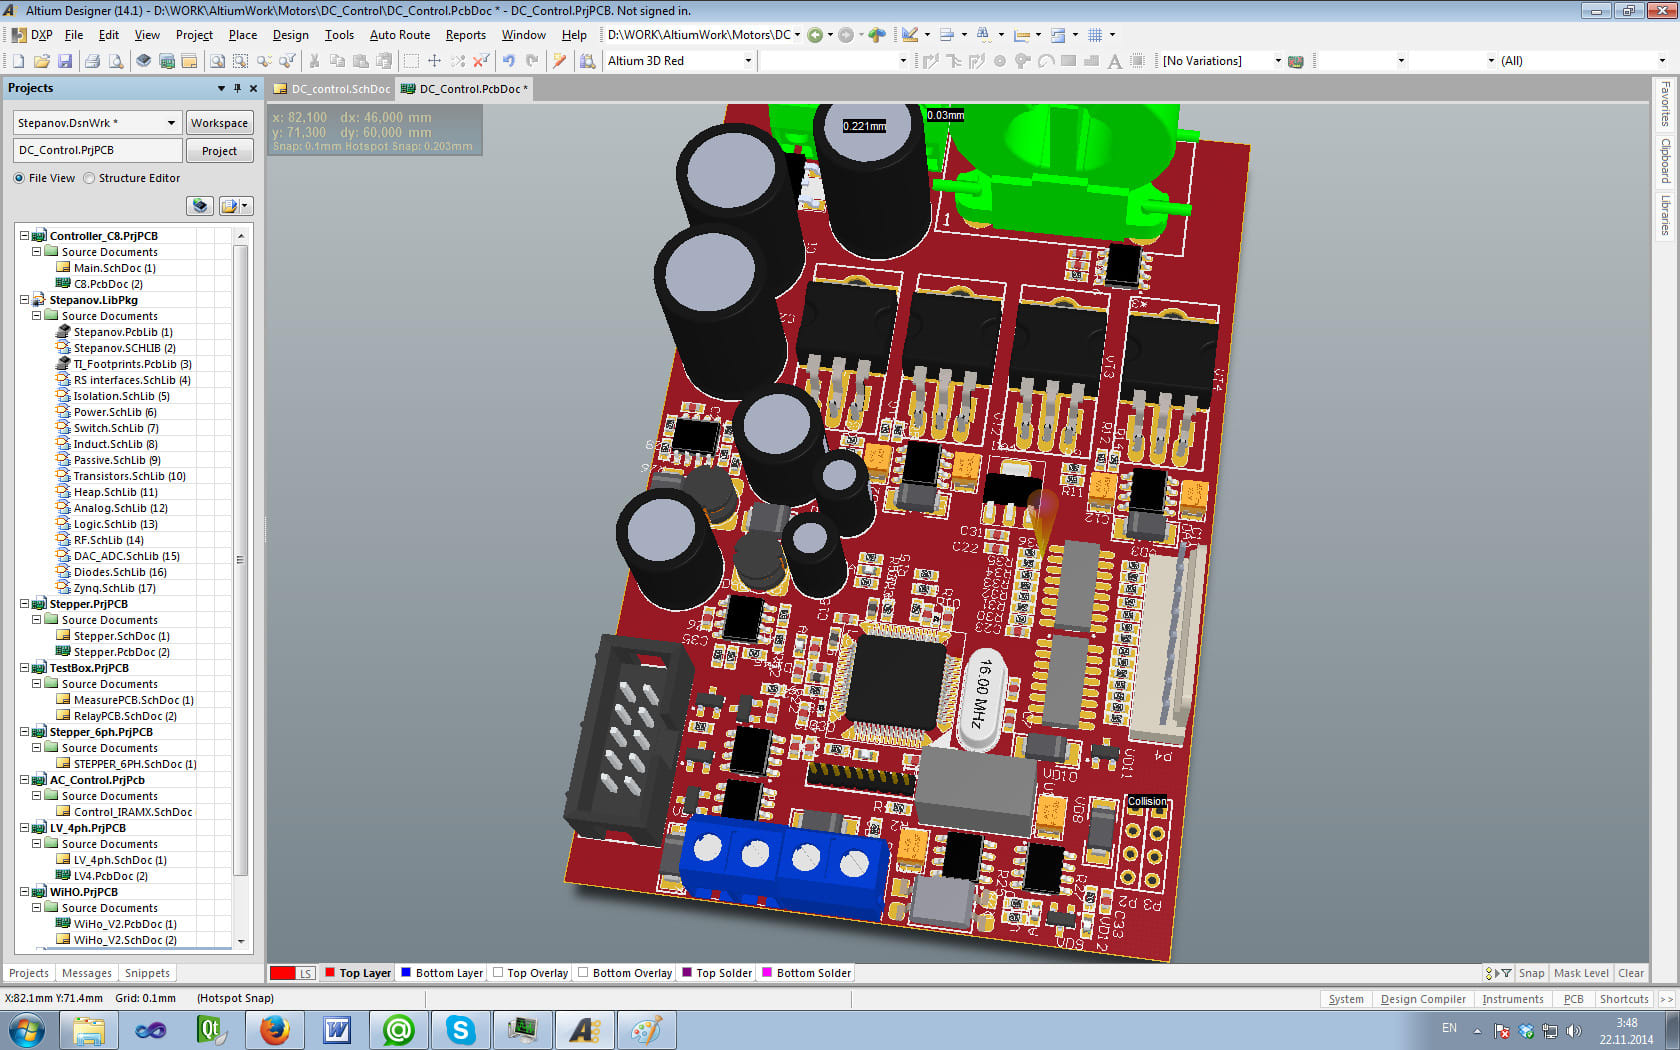 Altium Designer (14.1) - D:\WORK\AltiumWork\Motors\DC_Control\DC_Control.PcbDoc * - DC_Control.PrjPCB. Not signed in.
DXP File Edit View Project Place Design Tools Auto Route Reports Window Help D:\WORK\AltiumWork\Motors\DC
Altium 3D Red [No Variations] (All)
Projects
DC_control.SchDoc DC_Control.PcbDoc *
Stepanov.DsnWrk * Workspace
DC_Control.PrjPCB Project
File View Structure Editor
Controller_C8.PrjPCB
Source Documents
Main.SchDoc (1)
C8.PcbDoc (2)
Stepanov.LibPkg
Source Documents
Stepanov.PcbLib (1)
Stepanov.SCHLIB (2)
TI_Footprints.PcbLib (3)
RS interfaces.SchLib (4)
Isolation.SchLib (5)
Power.SchLib (6)
Switch.SchLib (7)
Induct.SchLib (8)
Passive.SchLib (9)
Transistors.SchLib (10)
Heap.SchLib (11)
Analog.SchLib (12)
Logic.SchLib (13)
RF.SchLib (14)
DAC_ADC.SchLib (15)
Diodes.SchLib (16)
Zynq.SchLib (17)
Stepper.PrjPCB
Source Documents
Stepper.SchDoc (1)
Stepper.PcbDoc (2)
TestBox.PrjPCB
Source Documents
MeasurePCB.SchDoc (1)
RelayPCB.SchDoc (2)
Stepper_6ph.PrjPCB
Source Documents
STEPPER_6PH.SchDoc (1)
AC_Control.PrjPcb
Source Documents
Control_IRAMX.SchDoc
LV_4ph.PrjPCB
Source Documents
LV_4ph.SchDoc (1)
LV4.PcbDoc (2)
WiHO.PrjPCB
Source Documents
WiHo_V2.PcbDoc (1)
WiHo_V2.SchDoc (2)
Projects Messages Snippets
x: 82,100 dx: 46,000 mm
y: 71,300 dy: 60,000 mm
Snap: 0.1mm Hotspot Snap: 0.203mm
0.221mm
0.03mm
1
C2
VT3
VT4
R11
C12
C31
C22
C23
C35
16.00 MHz
VD10
VD11
P4
VD8
Collision
P2 P3
C33
VD12
VD9
Favorites
Clipboard
Libraries
LS Top Layer Bottom Layer Top Overlay Bottom Overlay Top Solder Bottom Solder
Snap Mask Level Clear
X:82.1mm Y:71.4mm Grid: 0.1mm (Hotspot Snap)
System Design Compiler Instruments PCB Shortcuts >>
EN
3:48
22.11.2014